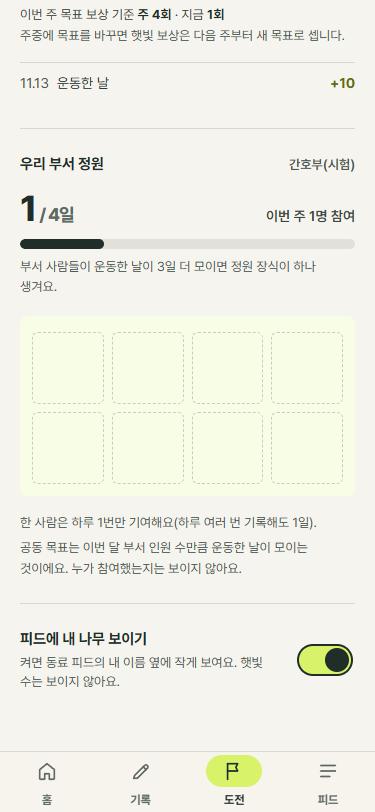 이번 주 목표 보상 기준 주 4회 · 지금 1회
주중에 목표를 바꾸면 햇빛 보상은 다음 주부터 새 목표로 셉니다.
11.13 운동한 날 +10
우리 부서 정원 간호부(시험)
1 / 4일 이번 주 1명 참여
부서 사람들이 운동한 날이 3일 더 모이면 정원 장식이 하나
생겨요.
한 사람은 하루 1번만 기여해요(하루 여러 번 기록해도 1일).
공동 목표는 이번 달 부서 인원 수만큼 운동한 날이 모이는
것이에요. 누가 참여했는지는 보이지 않아요.
피드에 내 나무 보이기
켜면 동료 피드의 내 이름 옆에 작게 보여요. 햇빛
수는 보이지 않아요.
홈 기록 도전 피드